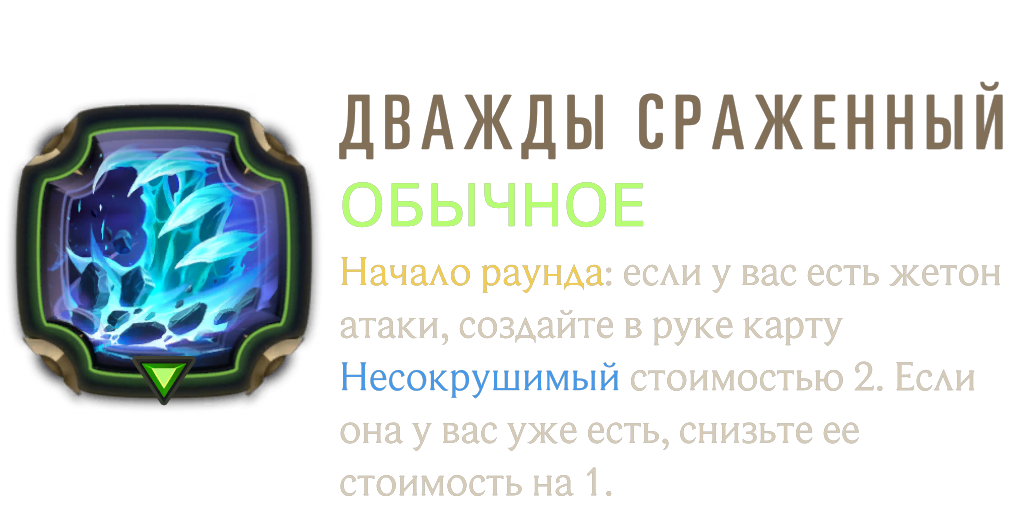 ДВАЖДЫ СРАЖЕННЫЙ
ОБЫЧНОЕ
Начало раунда: если у вас есть жетон
атаки, создайте в руке карту
Несокрушимый стоимостью 2. Если
она у вас уже есть, снизьте ее
стоимость на 1.